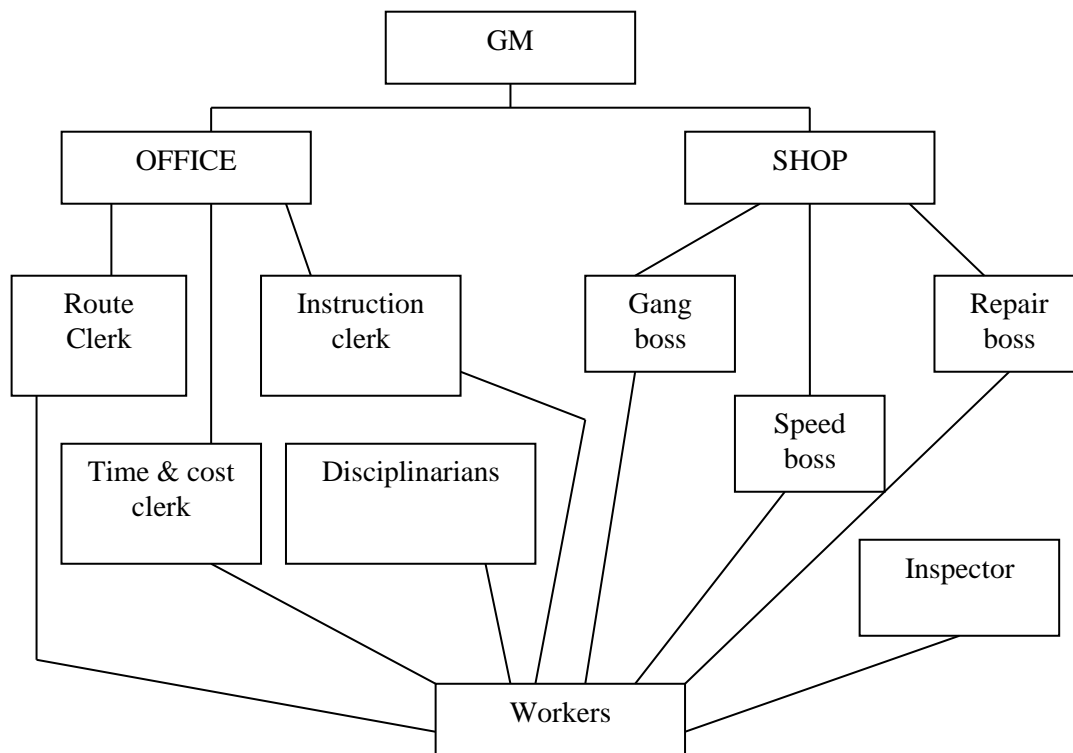 GM
OFFICE
SHOP
Route
Clerk
Instruction
clerk
Gang
boss
Repair
boss
Speed
boss
Time & cost
clerk
Disciplinarians
Inspector
Workers